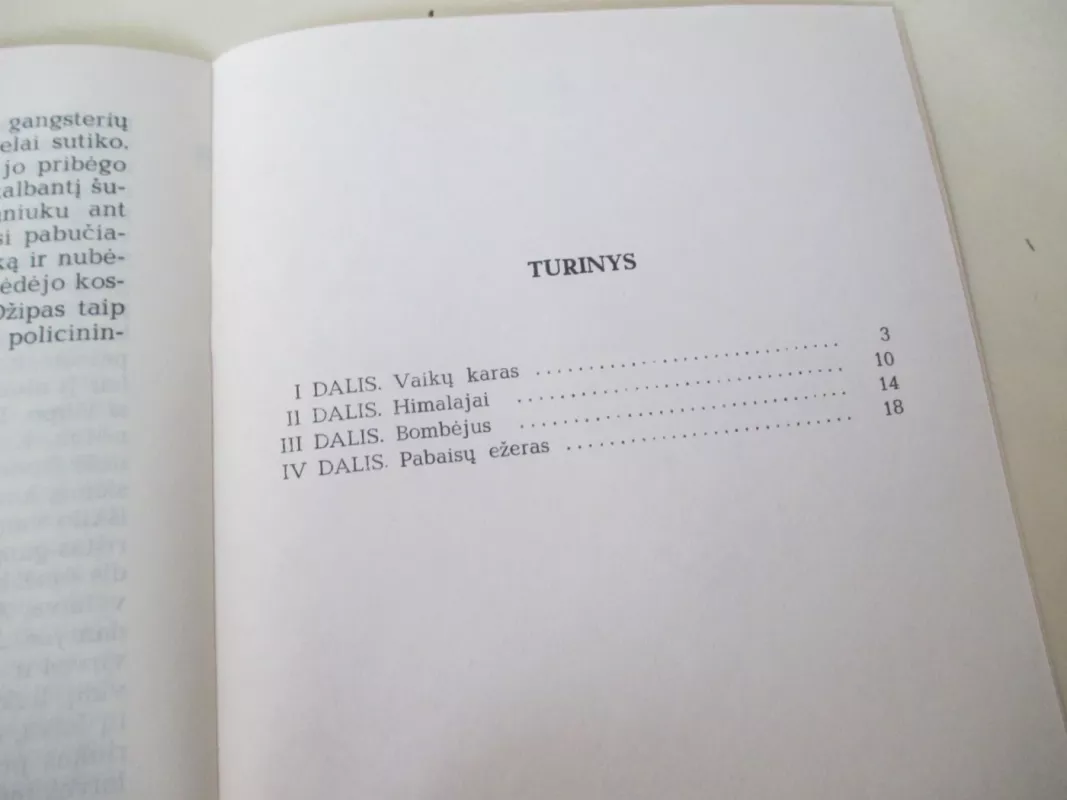 gangsterių
elai sutiko,
jo pribėgo
albantį šu-
niuku ant
si pabučia-
ką ir nubė-
ėdėjo kos-
Džipas taip
policinin-
TURINYS
I DALIS. Vaikų karas 3
II DALIS. Himalajai 10
III DALIS. Bombėjus 14
IV DALIS. Pabaisų ežeras 18